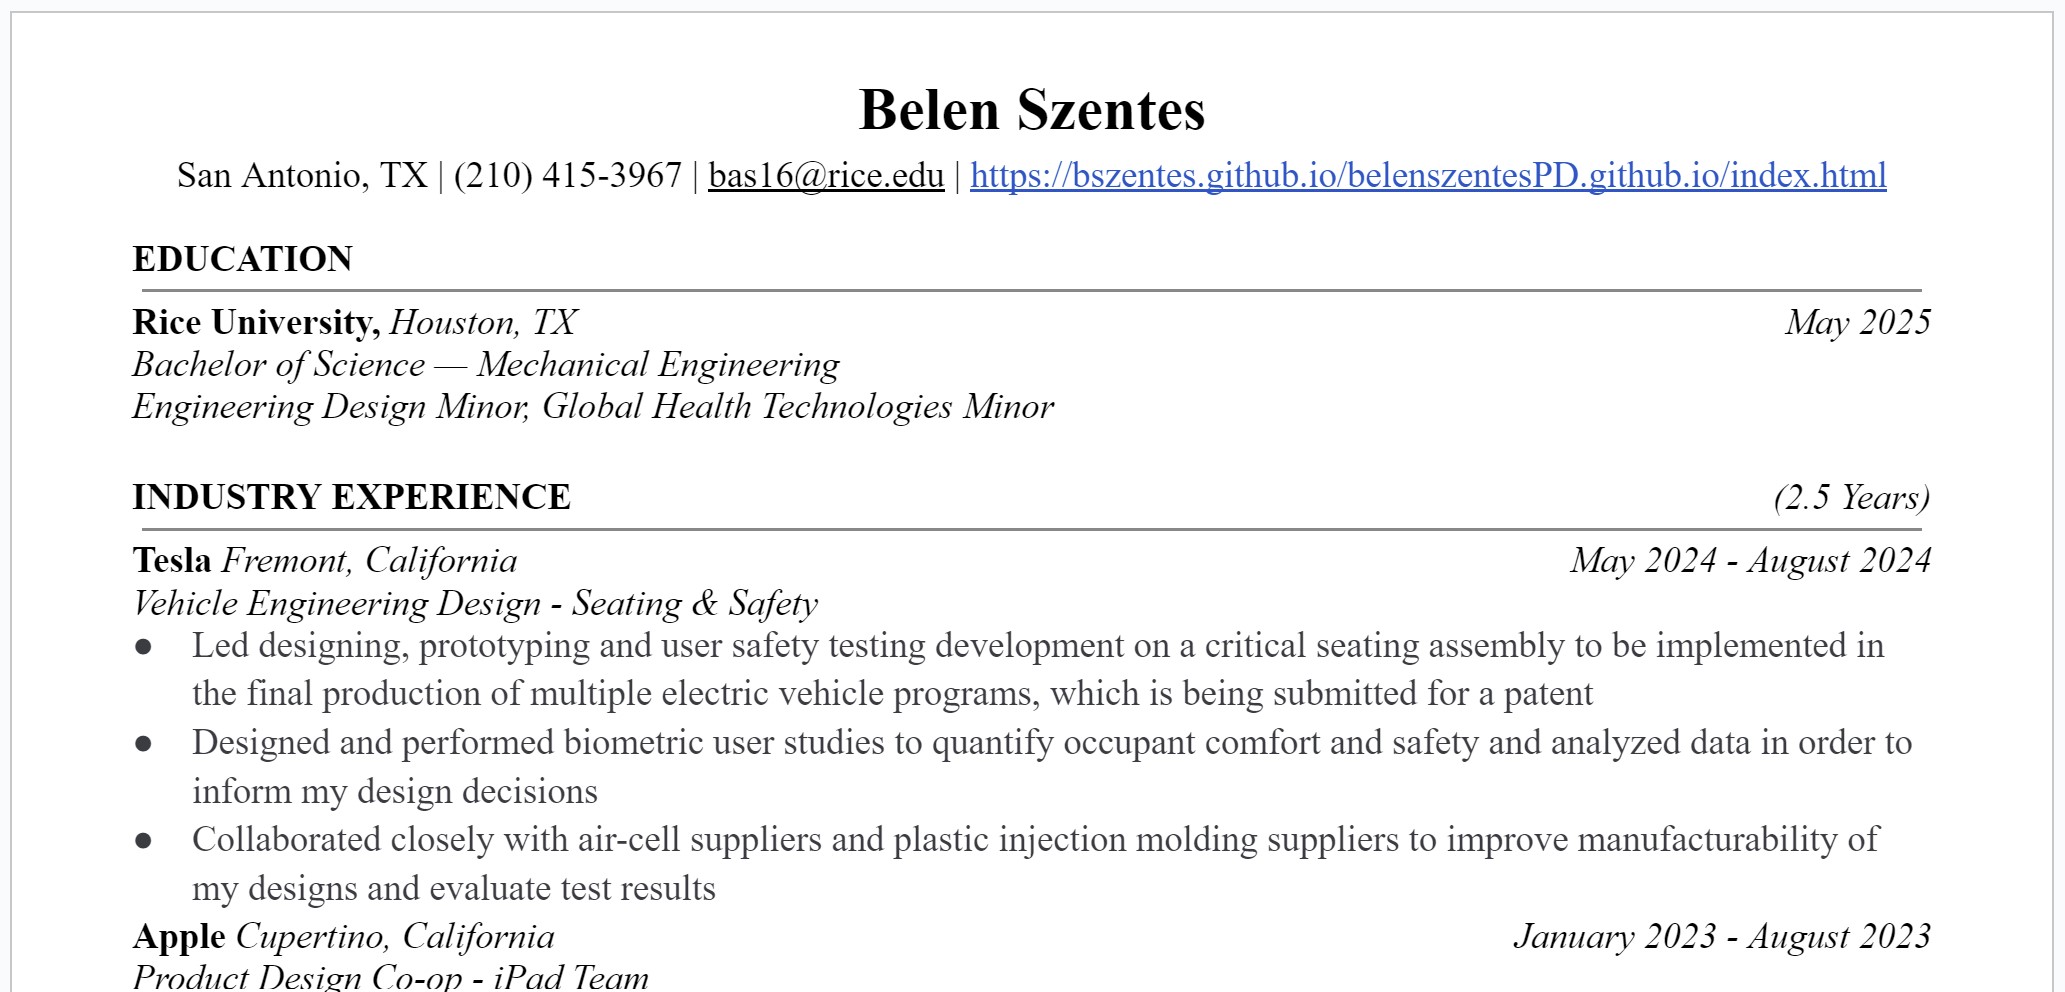 Belen Szentes
San Antonio, TX | (210) 415-3967 | bas16@rice.edu | https://bszentes.github.io/belenszentesPD.github.io/index.html
EDUCATION
Rice University, Houston, TX May 2025
Bachelor of Science — Mechanical Engineering
Engineering Design Minor, Global Health Technologies Minor
INDUSTRY EXPERIENCE (2.5 Years)
Tesla Fremont, California May 2024 - August 2024
Vehicle Engineering Design - Seating & Safety
● Led designing, prototyping and user safety testing development on a critical seating assembly to be implemented in
the final production of multiple electric vehicle programs, which is being submitted for a patent
● Designed and performed biometric user studies to quantify occupant comfort and safety and analyzed data in order to
inform my design decisions
● Collaborated closely with air-cell suppliers and plastic injection molding suppliers to improve manufacturability of
my designs and evaluate test results
Apple Cupertino, California January 2023 - August 2023
Product Design Co-op - iPad Team